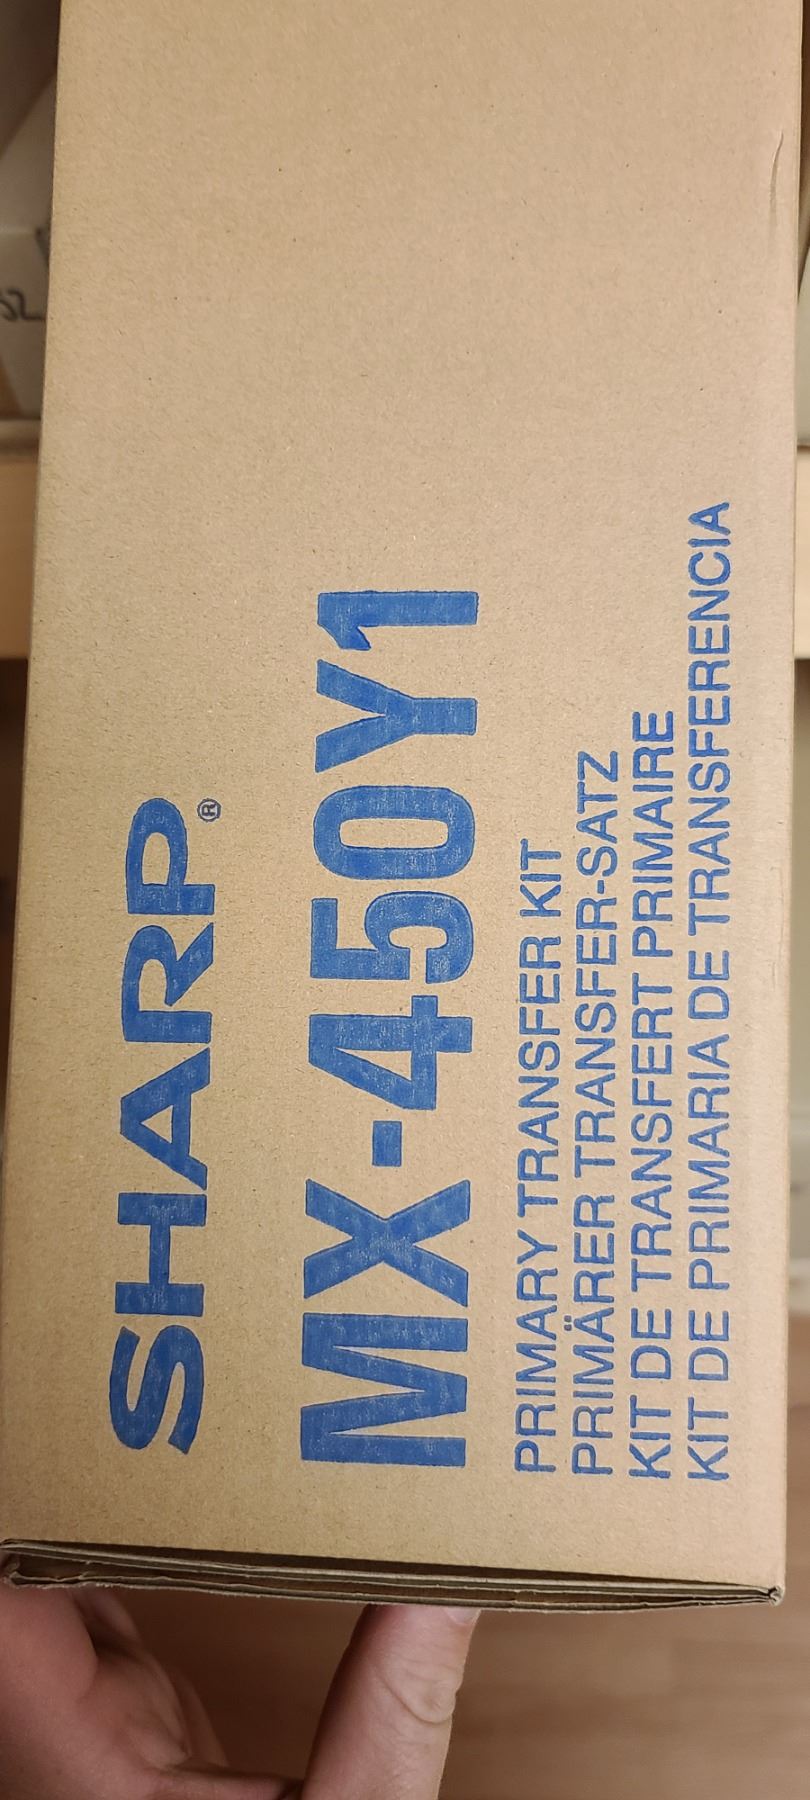 SHARP®
MX-450Y1
PRIMARY TRANSFER KIT
PRIMÄRER TRANSFER-SATZ
KIT DE TRANSFERT PRIMAIRE
KIT DE PRIMARIA DE TRANSFERENCIA